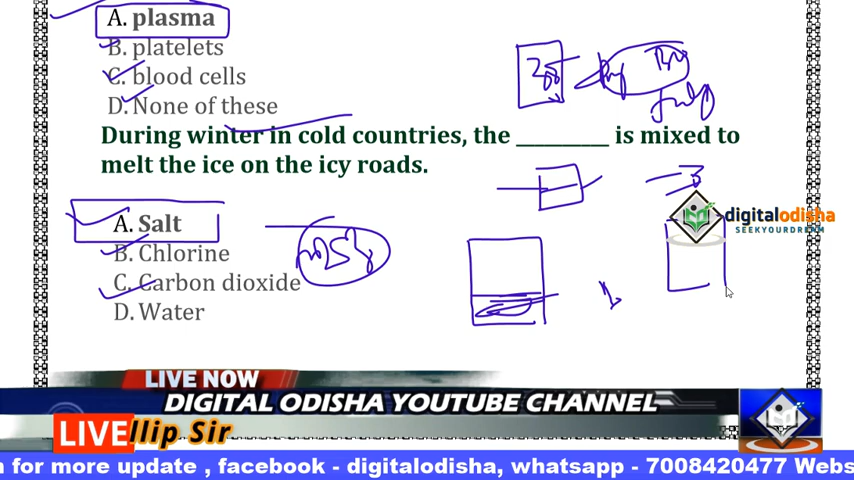 A. plasma
B. platelets
C. blood cells
D. None of these
During winter in cold countries, the __________ is mixed to
melt the ice on the icy roads.
A. Salt
B. Chlorine
C. Carbon dioxide
D. Water
digitalodisha
SEEKYOURDREAM
LIVE NOW
DIGITAL ODISHA YOUTUBE CHANNEL
LIVE llip Sir
n for more update , facebook - digitalodisha, whatsapp - 7008420477 Webs